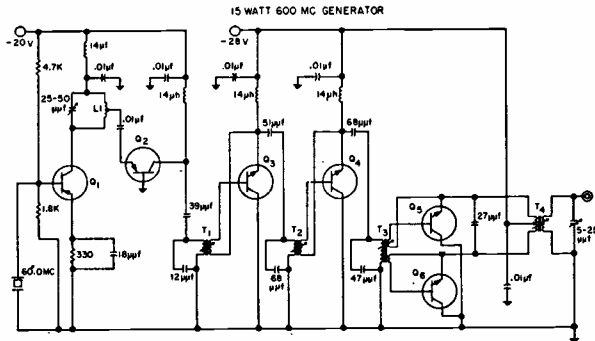 15 WATT 600 MC GENERATOR
-20V
-28V
14μf
.01μf
.01μf
.01μf
.01μf
4.7K
25-50
μμf
L1
.01μf
14μh
14μh
14μh
51μμf
68μμf
Q2
Q1
Q3
Q4
Q5
Q6
1.8K
39μμf
T1
T2
T3
T4
27μμf
5-25
μμf
330
18μμf
12μμf
68
μμf
47μμf
.01μf
60.0MC